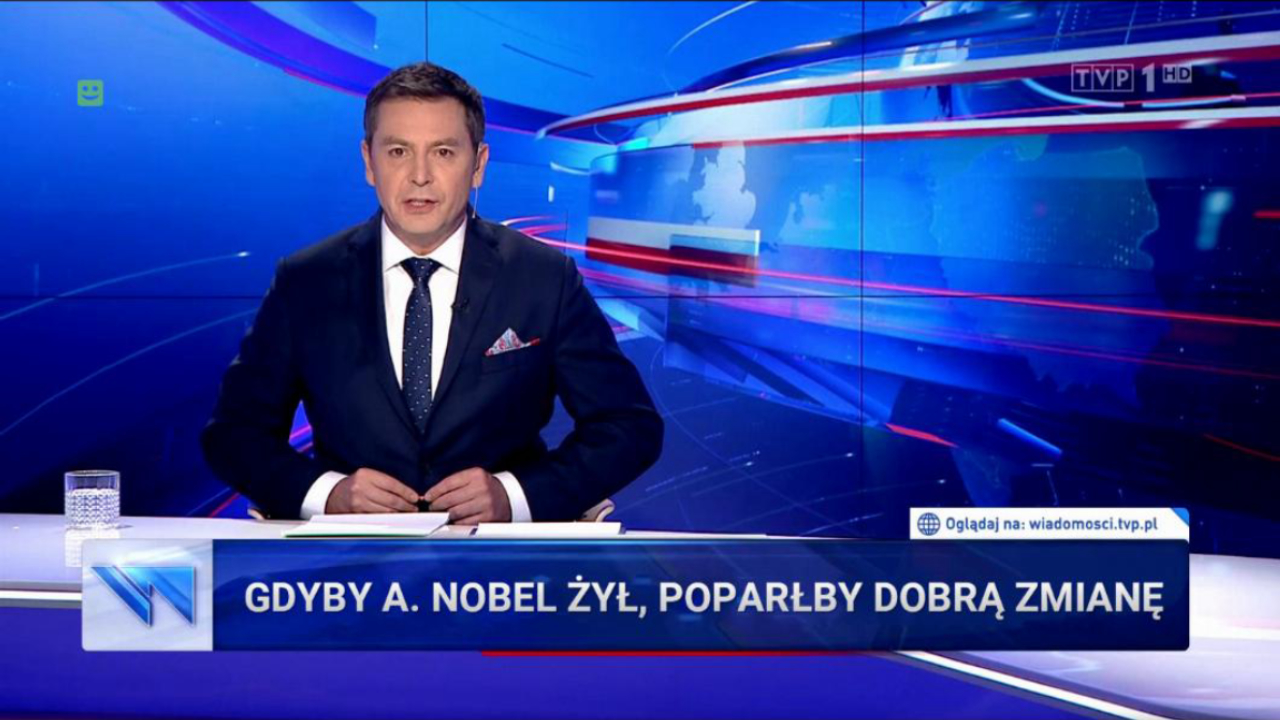 TVP 1 HD
Oglądaj na: wiadomosci.tvp.pl
GDYBY A. NOBEL ŻYŁ, POPARŁBY DOBRĄ ZMIANĘ